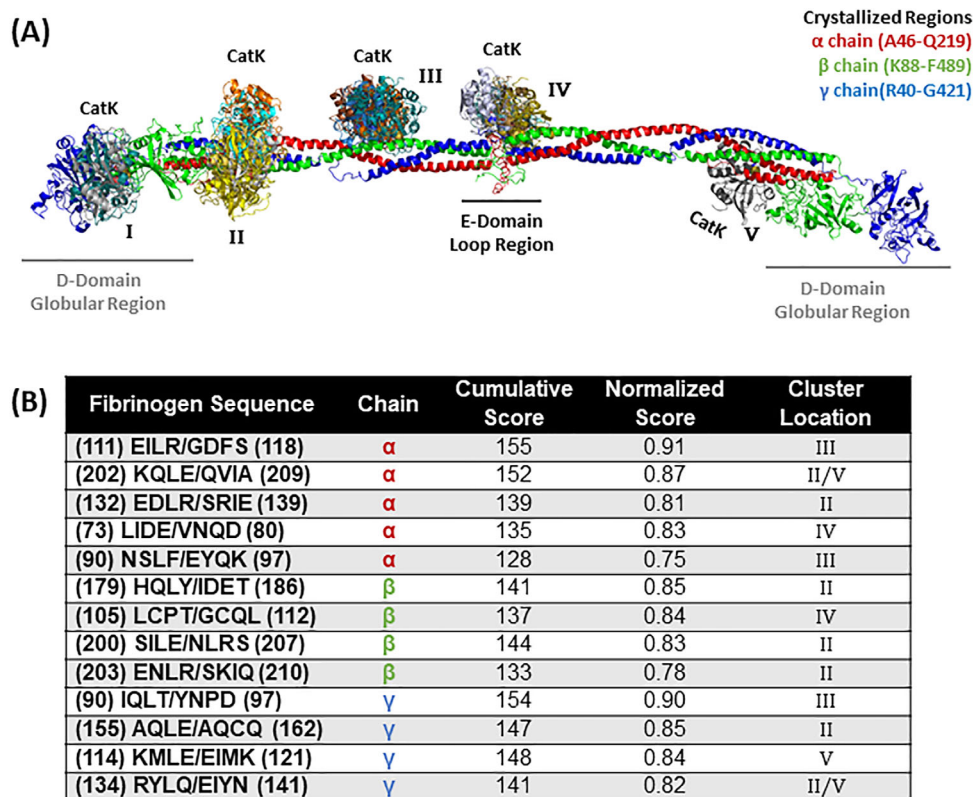 (A)
Crystallized Regions
α chain (A46-Q219)
β chain (K88-F489)
γ chain(R40-G421)
CatK
CatK
CatK
CatK
III
IV
I
II
E-Domain
Loop Region
CatK
V
D-Domain
Globular Region
D-Domain
Globular Region
(B)
Fibrinogen Sequence Chain Cumulative Score Normalized Score Cluster Location
(111) EILR/GDFS (118) α 155 0.91 III
(202) KQLE/QVIA (209) α 152 0.87 II/V
(132) EDLR/SRIE (139) α 139 0.81 II
(73) LIDE/VNQD (80) α 135 0.83 IV
(90) NSLF/EYQK (97) α 128 0.75 III
(179) HQLY/IDET (186) β 141 0.85 II
(105) LCPT/GCQL (112) β 137 0.84 IV
(200) SILE/NLRS (207) β 144 0.83 II
(203) ENLR/SKIQ (210) β 133 0.78 II
(90) IQLT/YNPD (97) γ 154 0.90 III
(155) AQLE/AQCQ (162) γ 147 0.85 II
(114) KMLE/EIMK (121) γ 148 0.84 V
(134) RYLQ/EIYN (141) γ 141 0.82 II/V